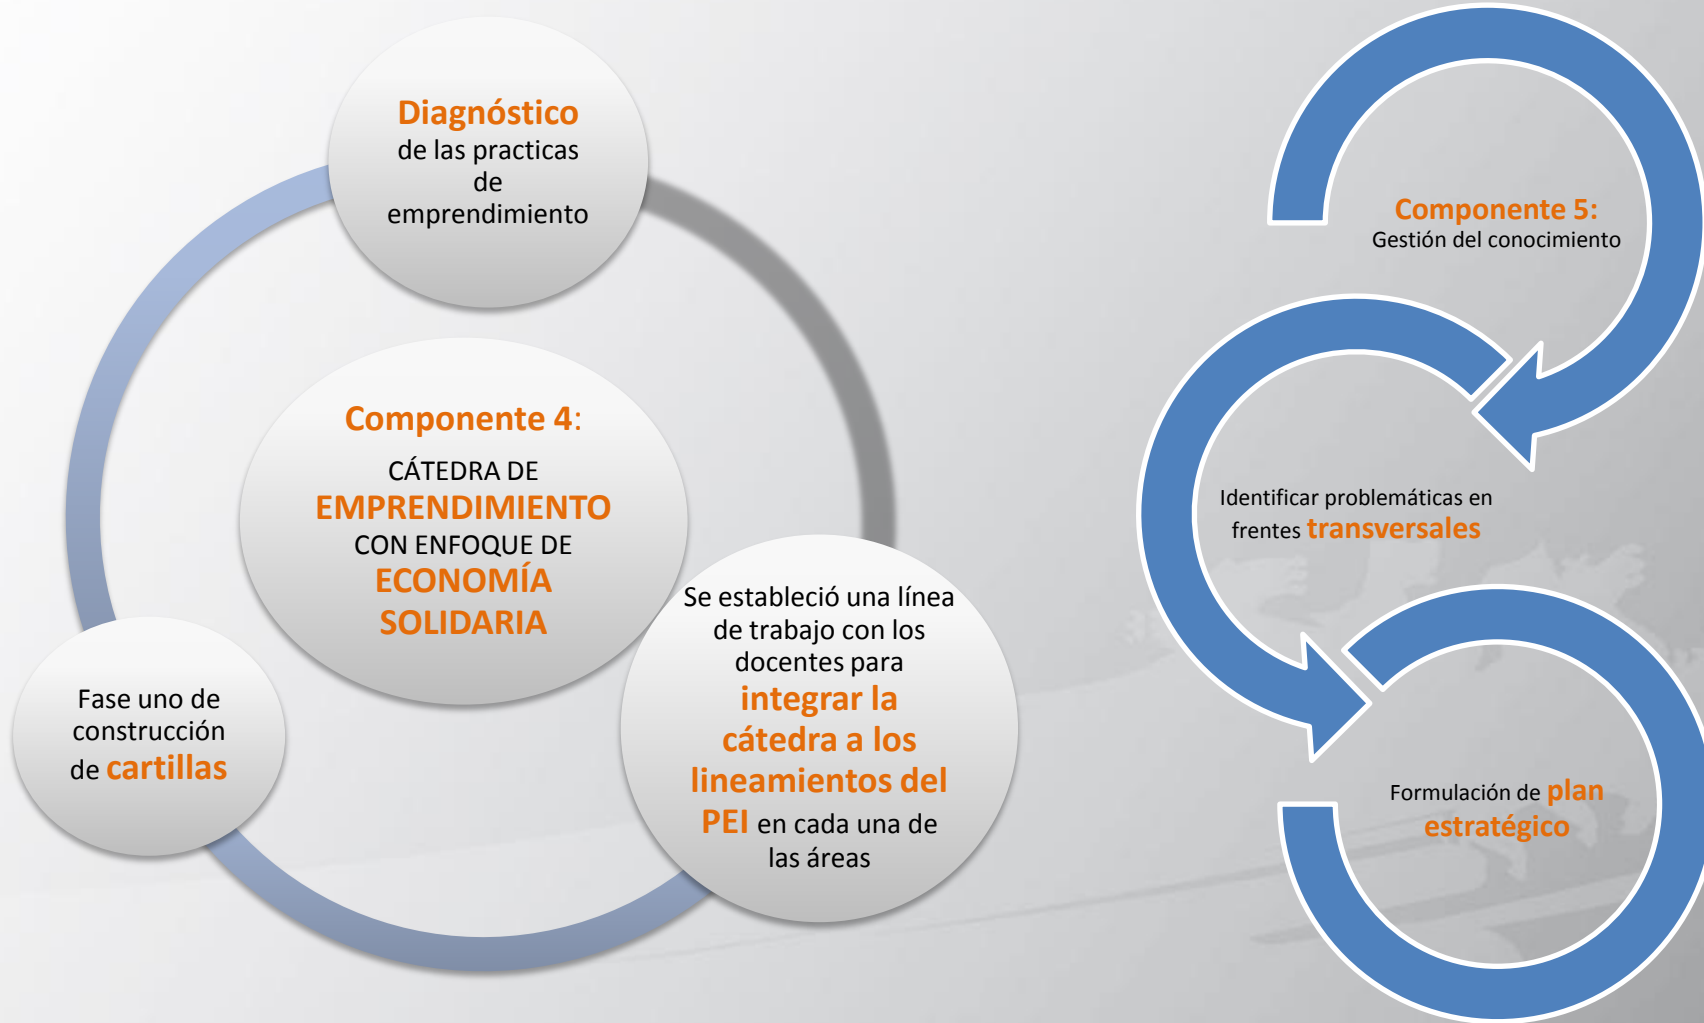 Diagnóstico
de las practicas
de
emprendimiento
Componente 4:
CÁTEDRA DE
EMPRENDIMIENTO
CON ENFOQUE DE
ECONOMÍA
SOLIDARIA
Se estableció una línea
de trabajo con los
docentes para
integrar la
cátedra a los
lineamientos del
PEI en cada una de
las áreas
Fase uno de
construcción
de cartillas
Componente 5:
Gestión del conocimiento
Identificar problemáticas en
frentes transversales
Formulación de plan
estratégico